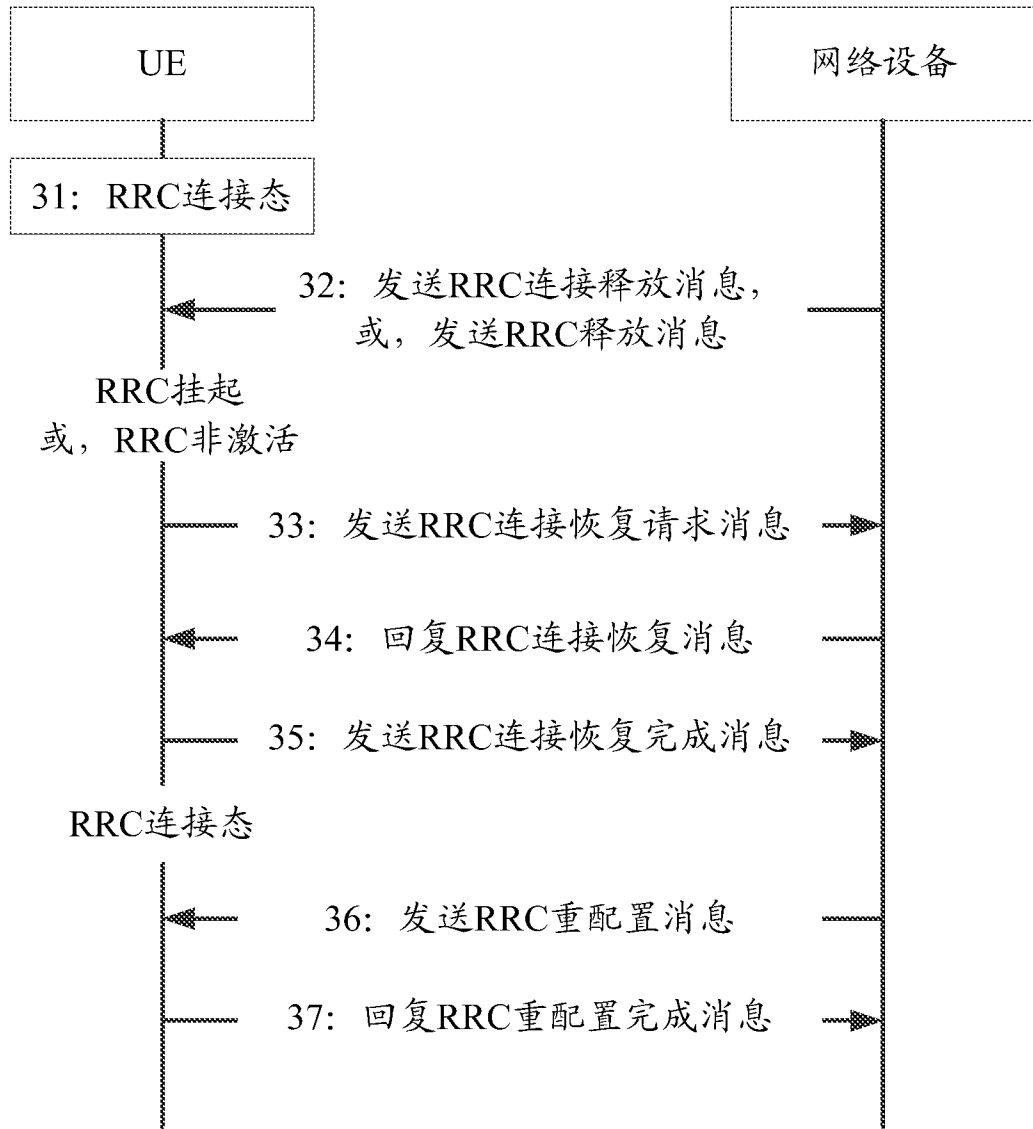 UE
网络设备
31：RRC连接态
32：发送RRC连接释放消息，
或，发送RRC释放消息
RRC挂起
或，RRC非激活
33：发送RRC连接恢复请求消息
34：回复RRC连接恢复消息
35：发送RRC连接恢复完成消息
RRC连接态
36：发送RRC重配置消息
37：回复RRC重配置完成消息